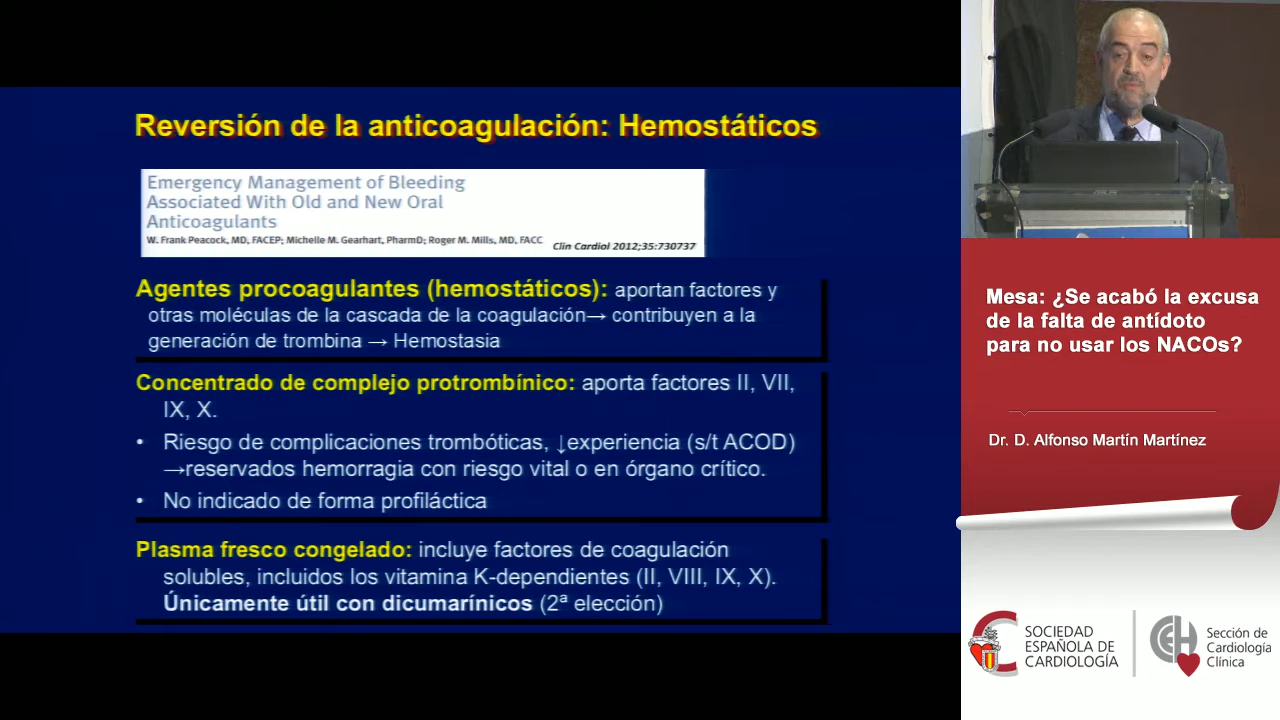 Reversión de la anticoagulación: Hemostáticos
Emergency Management of Bleeding
Associated With Old and New Oral
Anticoagulants
W. Frank Peacock, MD, FACEP; Michelle M. Gearhart, PharmD; Roger M. Mills, MD, FACC
Clin Cardiol 2012;35:730737
Agentes procoagulantes (hemostáticos): aportan factores y
otras moléculas de la cascada de la coagulación→ contribuyen a la
generación de trombina → Hemostasia
Concentrado de complejo protrombínico: aporta factores II, VII,
IX, X.
• Riesgo de complicaciones trombóticas, ↓experiencia (s/t ACOD)
→reservados hemorragia con riesgo vital o en órgano crítico.
• No indicado de forma profiláctica
Plasma fresco congelado: incluye factores de coagulación
solubles, incluidos los vitamina K-dependientes (II, VIII, IX, X).
Únicamente útil con dicumarínicos (2ª elección)
Mesa: ¿Se acabó la excusa
de la falta de antídoto
para no usar los NACOs?
Dr. D. Alfonso Martín Martínez
SOCIEDAD
ESPAÑOLA DE
CARDIOLOGÍA
Sección de
Cardiología
Clínica